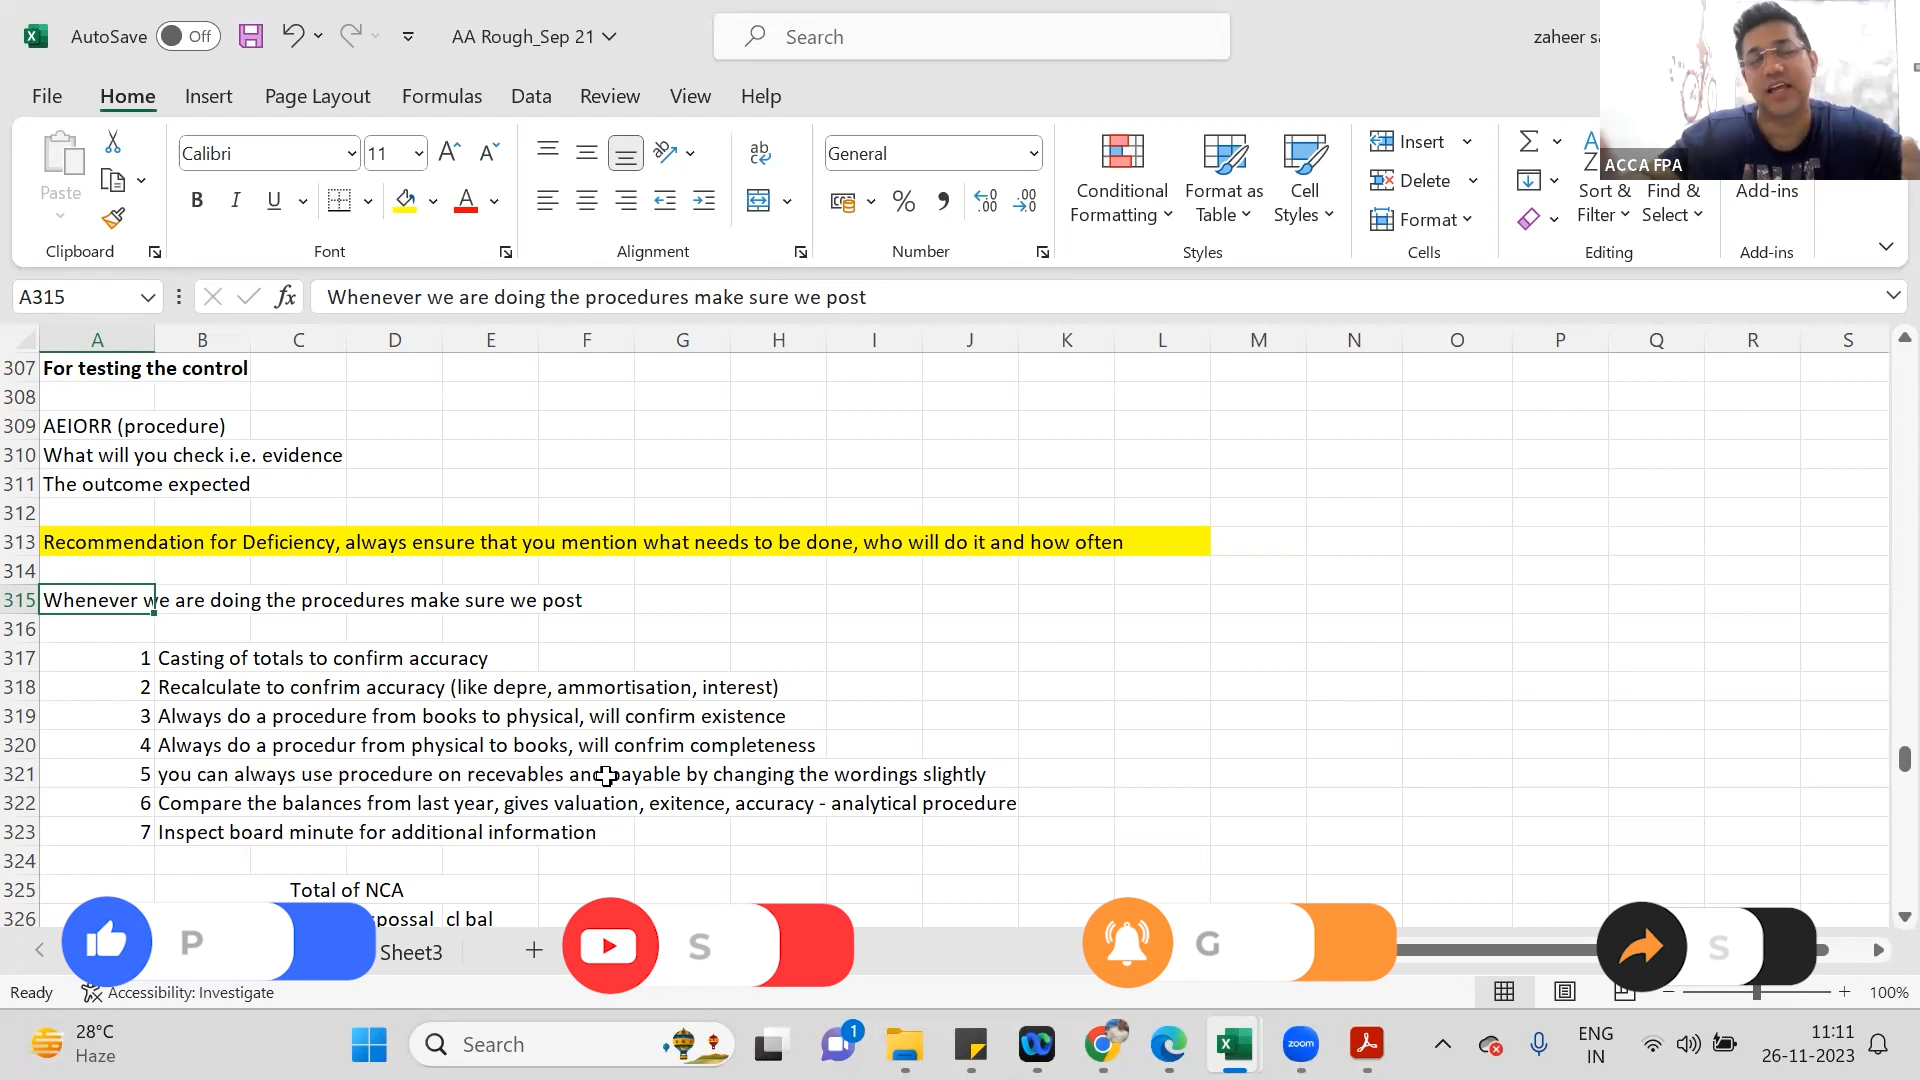 AutoSave Off AA Rough_Sep 21 Search zaheer sa
File Home Insert Page Layout Formulas Data Review View Help
Paste Calibri 11 General Conditional Formatting Format as Table Cell Styles Insert Delete Format Sort & Filter Find & Select Add-ins
Clipboard Font Alignment Number Styles Cells Editing Add-ins
ACCA FPA
A315 fx Whenever we are doing the procedures make sure we post
A B C D E F G H I J K L M N O P Q R S
307 For testing the control
308
309 AEIORR (procedure)
310 What will you check i.e. evidence
311 The outcome expected
312
313 Recommendation for Deficiency, always ensure that you mention what needs to be done, who will do it and how often
314
315 Whenever we are doing the procedures make sure we post
316
317 1 Casting of totals to confirm accuracy
318 2 Recalculate to confrim accuracy (like depre, ammortisation, interest)
319 3 Always do a procedure from books to physical, will confirm existence
320 4 Always do a procedur from physical to books, will confrim completeness
321 5 you can always use procedure on recevables and payable by changing the wordings slightly
322 6 Compare the balances from last year, gives valuation, exitence, accuracy - analytical procedure
323 7 Inspect board minute for additional information
324
325 Total of NCA
326 spossal cl bal
P S G S
Sheet3
Ready Accessibility: Investigate 100%
28°C
Haze
Search
1
zoom
ENG
IN
11:11
26-11-2023